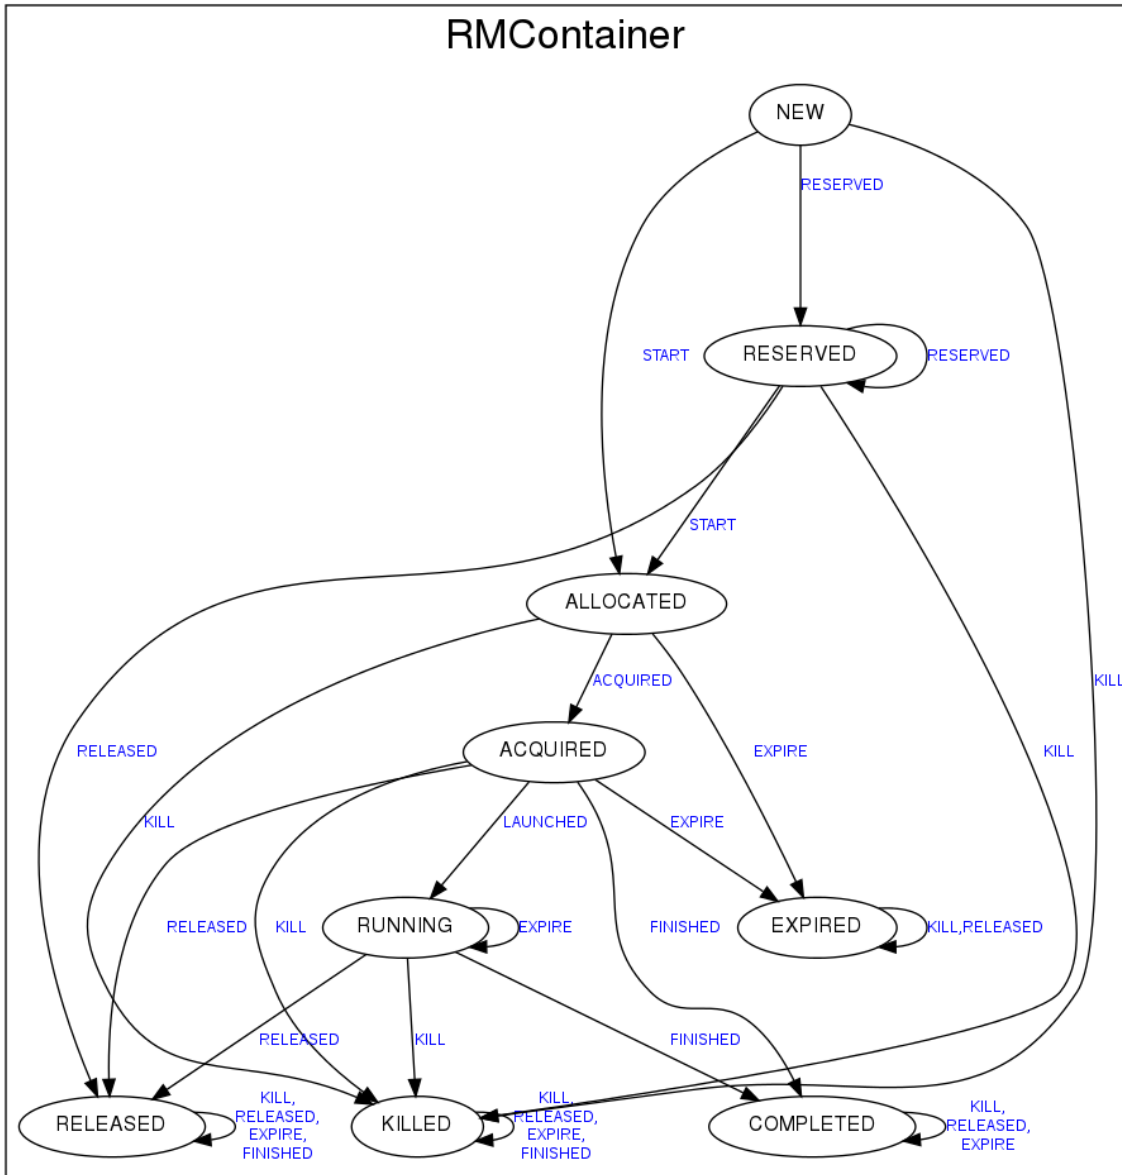 RMContainer
NEW
RESERVED
START
RESERVED
RESERVED
START
ALLOCATED
ACQUIRED
KILL
RELEASED
ACQUIRED
EXPIRE
KILL
KILL
LAUNCHED
EXPIRE
RELEASED
KILL
RUNNING
EXPIRE
FINISHED
EXPIRED
KILL,RELEASED
RELEASED
KILL
FINISHED
RELEASED
KILL,
RELEASED,
EXPIRE,
FINISHED
KILLED
KILL,
RELEASED,
EXPIRE,
FINISHED
COMPLETED
KILL,
RELEASED,
EXPIRE